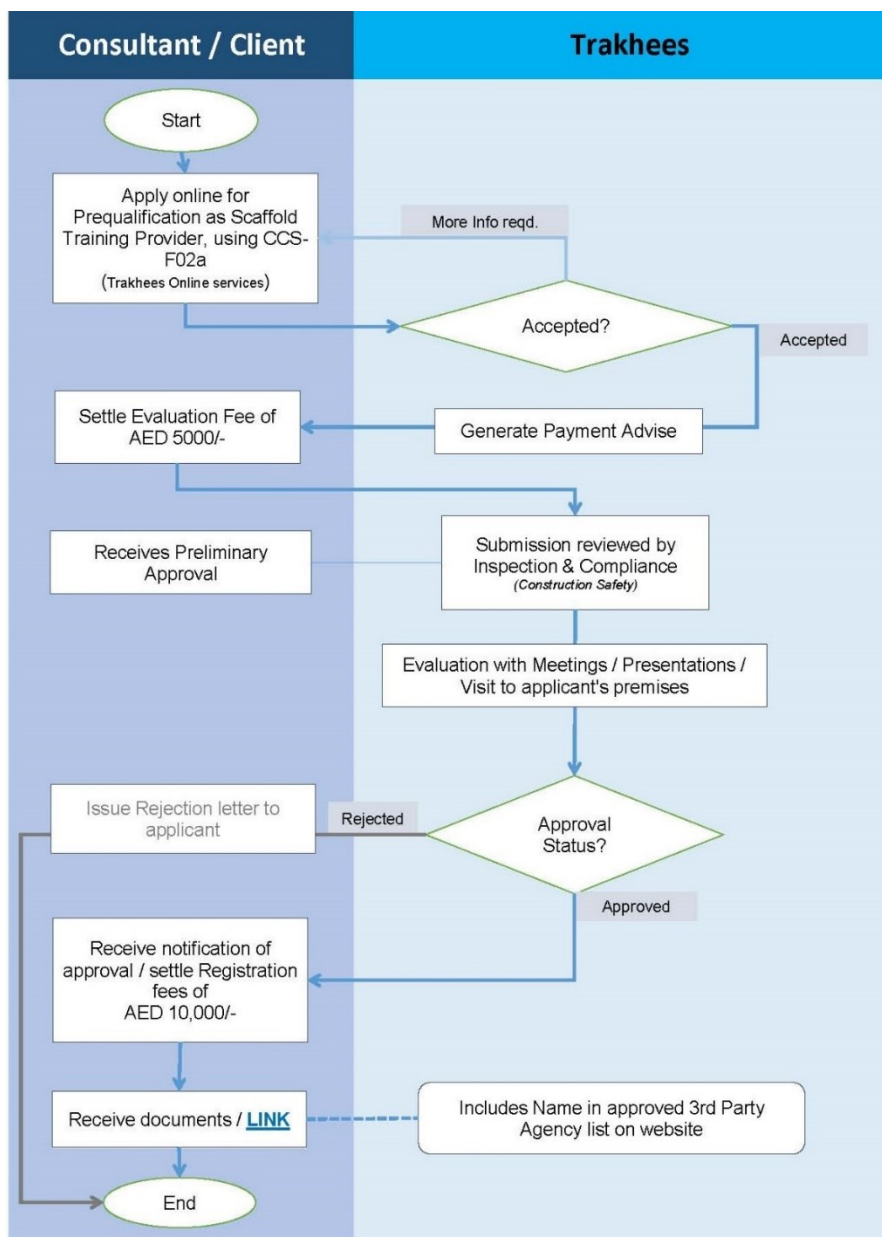 Consultant / Client
Trakhees
Start
Apply online for
Prequalification as Scaffold
Training Provider, using CCS-
F02a
(Trakhees Online services)
More Info reqd.
Accepted?
Accepted
Settle Evaluation Fee of
AED 5000/-
Generate Payment Advise
Receives Preliminary
Approval
Submission reviewed by
Inspection & Compliance
(Construction Safety)
Evaluation with Meetings / Presentations /
Visit to applicant's premises
Issue Rejection letter to
applicant
Rejected
Approval
Status?
Approved
Receive notification of
approval / settle Registration
fees of
AED 10,000/-
Receive documents / LINK
Includes Name in approved 3rd Party
Agency list on website
End